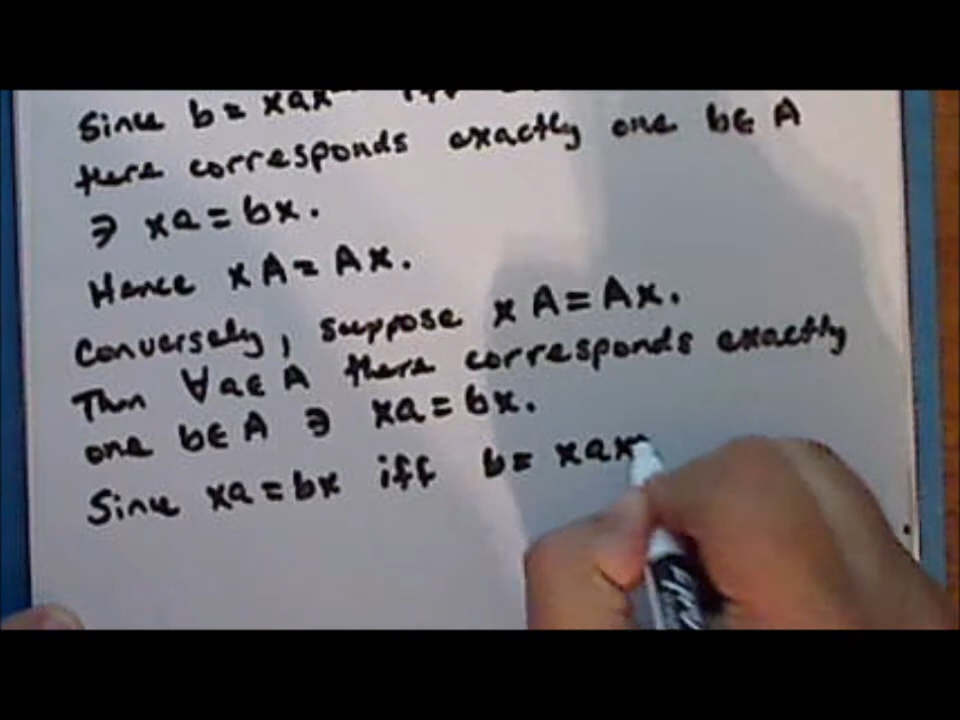 Since b = xax
there corresponds exactly one b∈ A
∋ xa = bx.
Hence xA = Ax.
Conversely, suppose xA = Ax.
Then ∀a∈ A there corresponds exactly
one b∈ A ∋ xa = bx.
Since xa = bx iff b = xax